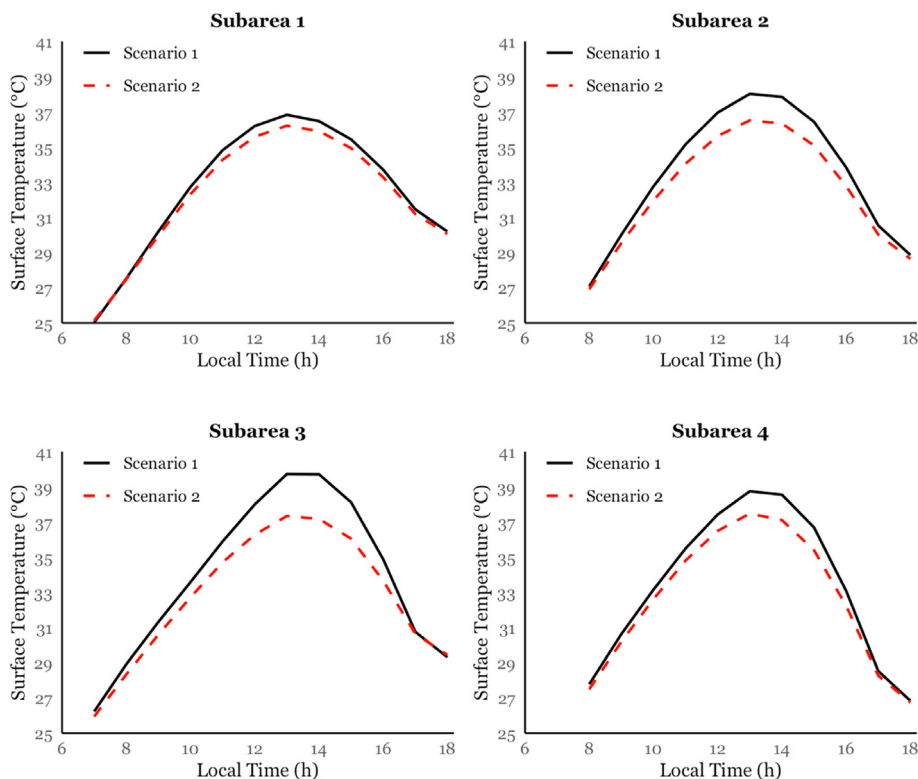 Subarea 1
Scenario 1
Scenario 2
Surface Temperature (°C)
41
39
37
35
33
31
29
27
25
6 8 10 12 14 16 18
Local Time (h)
Subarea 2
Scenario 1
Scenario 2
Surface Temperature (°C)
41
39
37
35
33
31
29
27
25
6 8 10 12 14 16 18
Local Time (h)
Subarea 3
Scenario 1
Scenario 2
Surface Temperature (°C)
41
39
37
35
33
31
29
27
25
6 8 10 12 14 16 18
Local Time (h)
Subarea 4
Scenario 1
Scenario 2
Surface Temperature (°C)
41
39
37
35
33
31
29
27
25
6 8 10 12 14 16 18
Local Time (h)